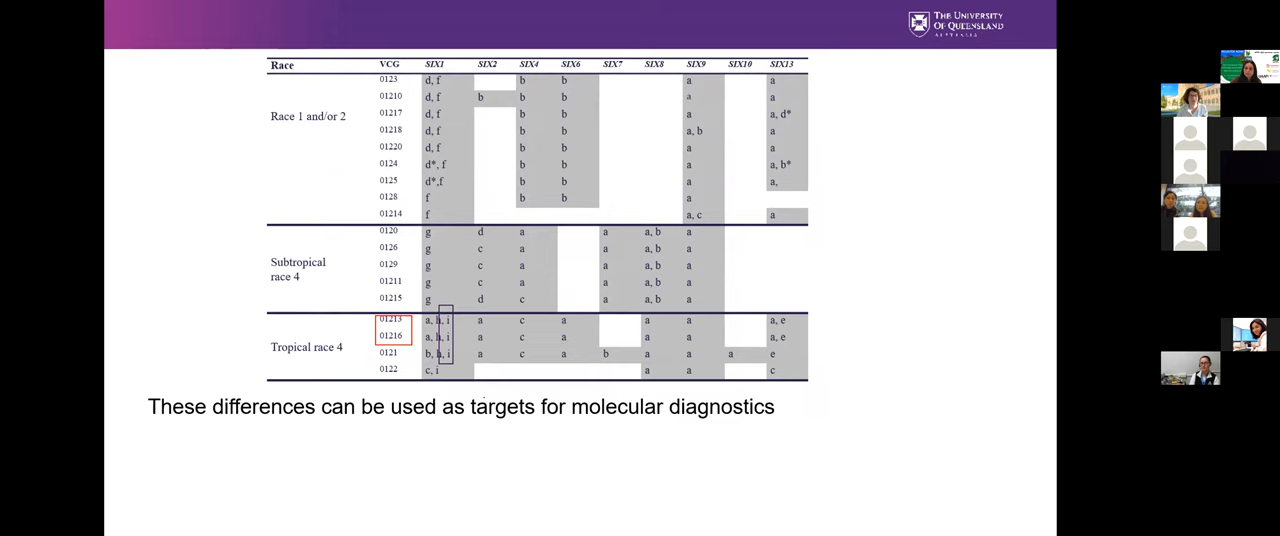 THE UNIVERSITY
OF QUEENSLAND
AUSTRALIA
Race VCG SIX1 SIX2 SIX4 SIX6 SIX7 SIX8 SIX9 SIX10 SIX13
0123 d, f b b a a
01210 d, f b b b a a
Race 1 and/or 2 01217 d, f b b a a, d*
01218 d, f b b a, b a
01220 d, f b b a a
0124 d*, f b b a a, b*
0125 d*,f b b a a,
0128 f b b a
01214 f a, c a
0120 g d a a a, b a
0126 g c a a a, b a
Subtropical race 4 0129 g c a a a, b a
01211 g c a a a, b a
01215 g d c a a, b a
01213 a, h, i a c a a a a, e
01216 a, h, i a c a a a a, e
Tropical race 4 0121 b, h, i a c a b a a a e
0122 c, i a a c
These differences can be used as targets for molecular diagnostics